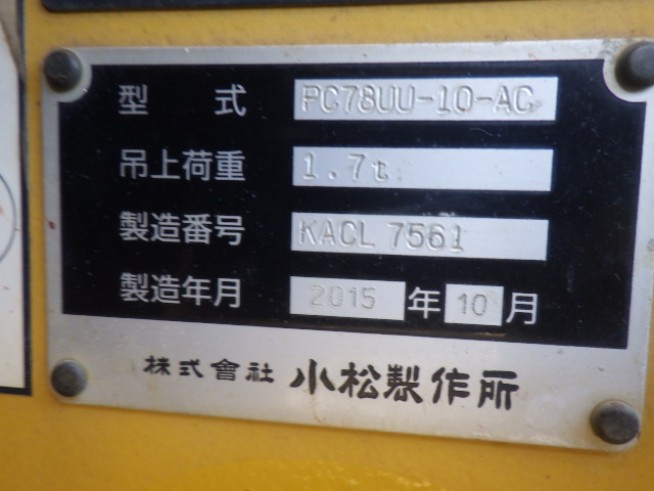 型 式 PC78UU-10-AC
吊上荷重 1.7t
製造番号 KACL 7561
製造年月 2015 年 10 月
株式會社 小松製作所